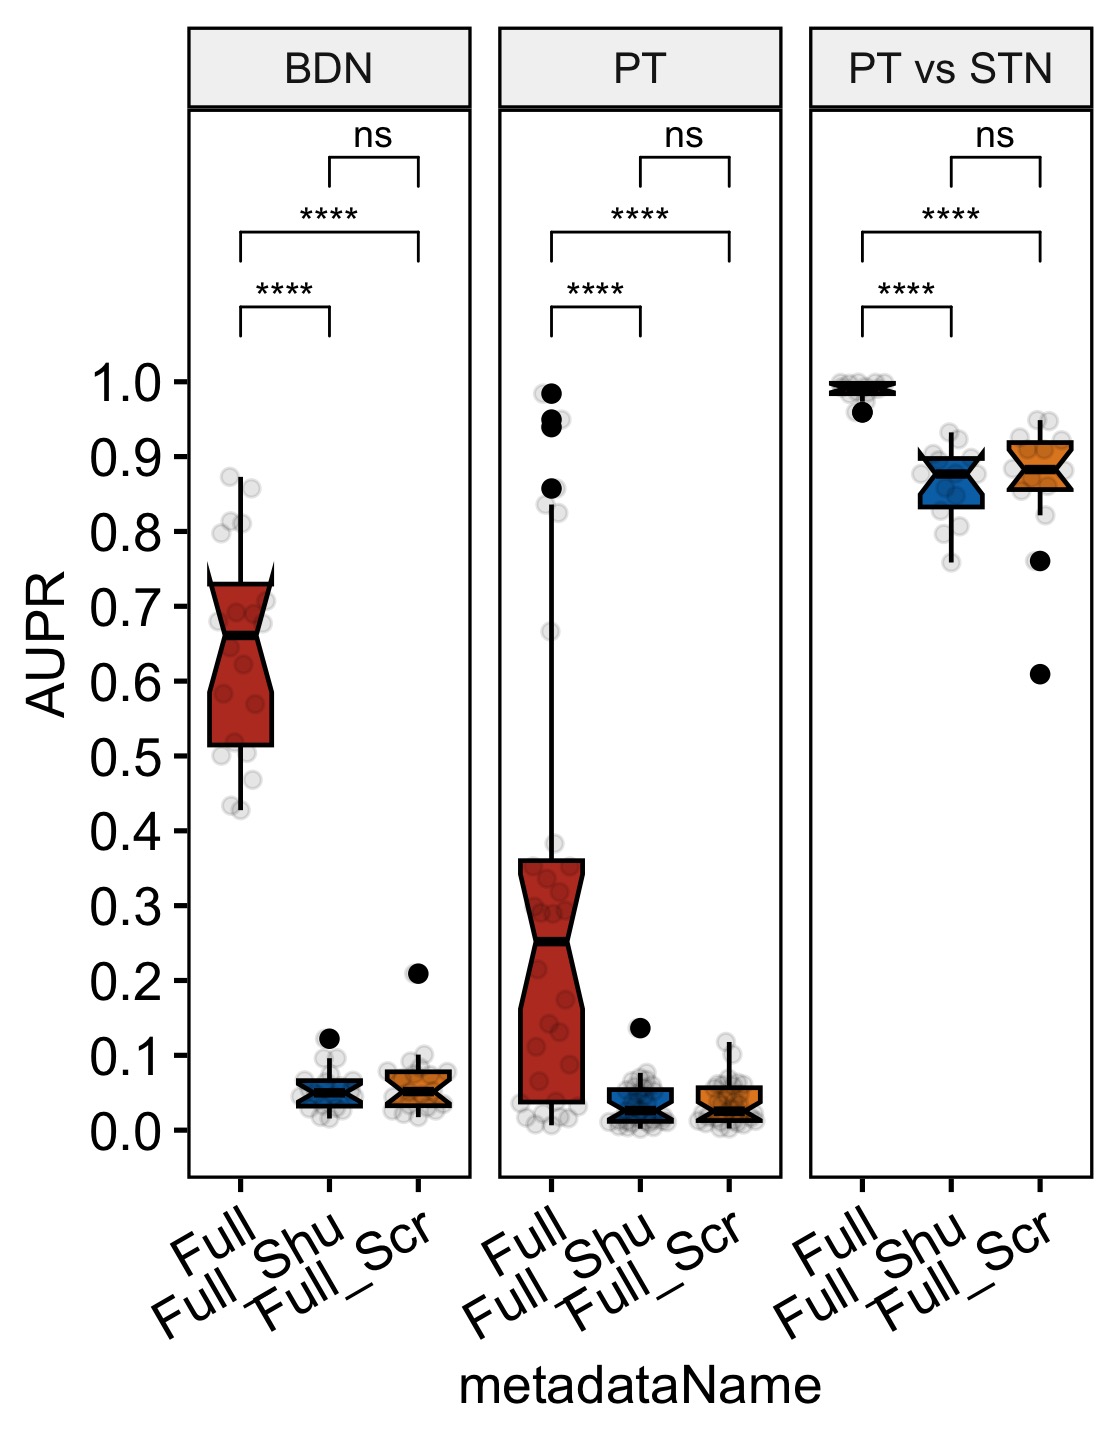 BDN
PT
PT vs STN
ns
ns
ns
****
****
****
****
****
****
AUPR
1.0
0.9
0.8
0.7
0.6
0.5
0.4
0.3
0.2
0.1
0.0
Full
Full_Shu
Full_Scr
Full
Full_Shu
Full_Scr
Full
Full_Shu
Full_Scr
metadataName